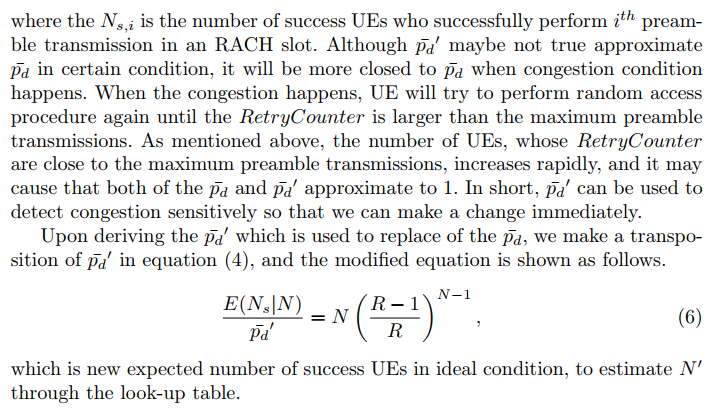 where the N_{s,i} is the number of success UEs who successfully perform i^{th} pream-
ble transmission in an RACH slot. Although \bar{p_d}' maybe not true approximate
\bar{p_d} in certain condition, it will be more closed to \bar{p_d} when congestion condition
happens. When the congestion happens, UE will try to perform random access
procedure again until the RetryCounter is larger than the maximum preamble
transmissions. As mentioned above, the number of UEs, whose RetryCounter
are close to the maximum preamble transmissions, increases rapidly, and it may
cause that both of the \bar{p_d} and \bar{p_d}' approximate to 1. In short, \bar{p_d}' can be used to
detect congestion sensitively so that we can make a change immediately.
Upon deriving the \bar{p_d}' which is used to replace of the \bar{p_d}, we make a transpo-
sition of \bar{p_d}' in equation (4), and the modified equation is shown as follows.
\frac{E(N_s|N)}{\bar{p_d}'} = N \left( \frac{R-1}{R} \right)^{N-1}, (6)
which is new expected number of success UEs in ideal condition, to estimate N'
through the look-up table.